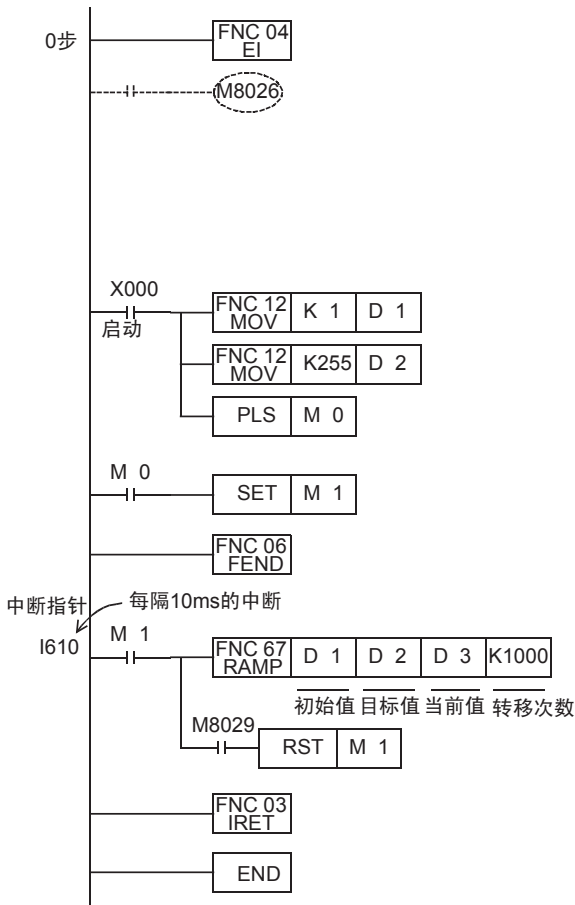 0步
FNC 04
EI
M8026
X000
启动
FNC 12
MOV
K 1
D 1
FNC 12
MOV
K255
D 2
PLS
M 0
M 0
SET
M 1
FNC 06
FEND
中断指针
每隔10ms的中断
I610
M 1
FNC 67
RAMP
D 1
D 2
D 3
K1000
初始值 目标值 当前值 转移次数
M8029
RST
M 1
FNC 03
IRET
END